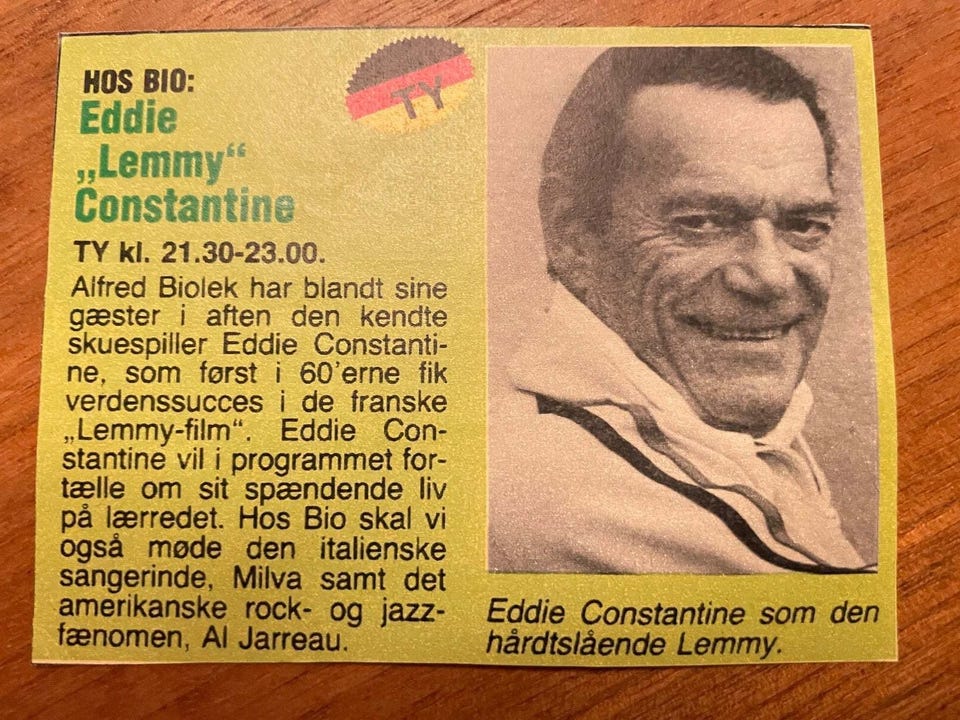 HOS BIO:
TY
Eddie
„Lemmy“
Constantine
TY kl. 21.30-23.00.
Alfred Biolek har blandt sine
gæster i aften den kendte
skuespiller Eddie Constanti-
ne, som først i 60'erne fik
verdenssucces i de franske
„Lemmy-film“. Eddie Con-
stantine vil i programmet for-
tælle om sit spændende liv
på lærredet. Hos Bio skal vi
også møde den italienske
sangerinde, Milva samt det
amerikanske rock- og jazz-
fænomen, Al Jarreau.
Eddie Constantine som den
hårdtslående Lemmy.